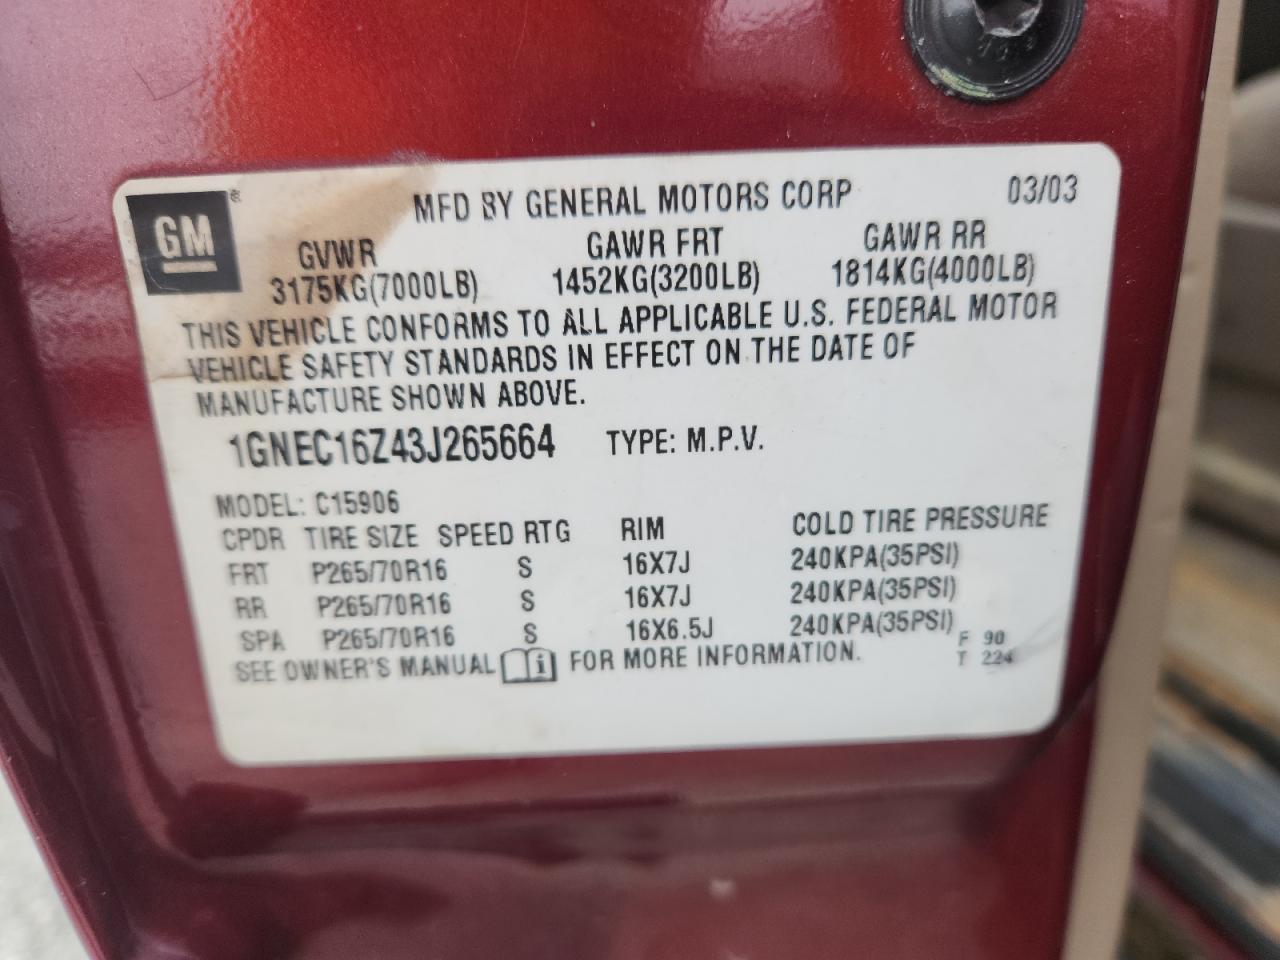 GM ®
MFD BY GENERAL MOTORS CORP 03/03
GVWR GAWR FRT GAWR RR
3175KG(7000LB) 1452KG(3200LB) 1814KG(4000LB)
THIS VEHICLE CONFORMS TO ALL APPLICABLE U.S. FEDERAL MOTOR
VEHICLE SAFETY STANDARDS IN EFFECT ON THE DATE OF
MANUFACTURE SHOWN ABOVE.
1GNEC16Z43J265664 TYPE: M.P.V.
MODEL: C15906
CPDR TIRE SIZE SPEED RTG RIM COLD TIRE PRESSURE
FRT P265/70R16 S 16X7J 240KPA(35PSI)
RR P265/70R16 S 16X7J 240KPA(35PSI)
SPA P265/70R16 S 16X6.5J 240KPA(35PSI)
SEE OWNER'S MANUAL i FOR MORE INFORMATION.
F 90
T 224